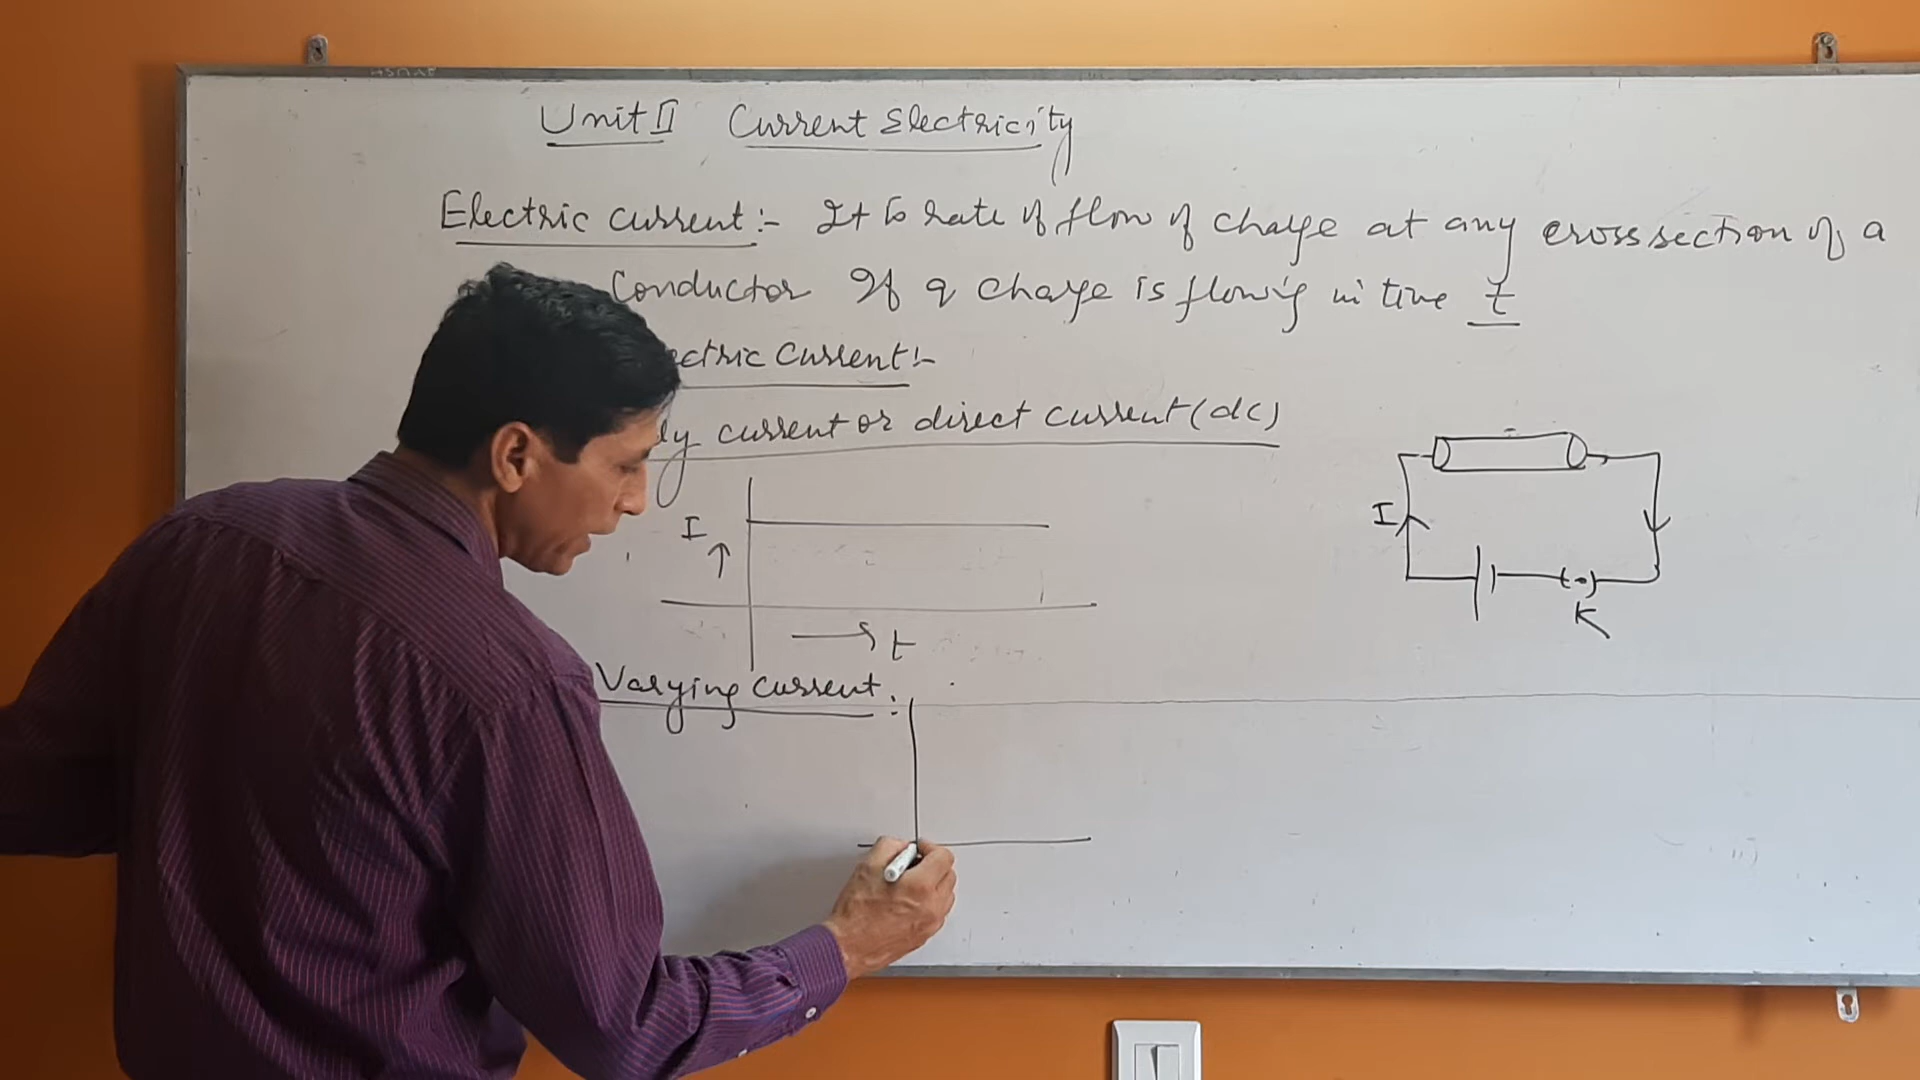 Unit II Current Electricity
Electric current:- It is rate of flow of charge at any cross section of a
Conductor If q charge is flowing in time t
ectric Current:-
dy current or direct current (dc)
I
t
I
K
Varying current: